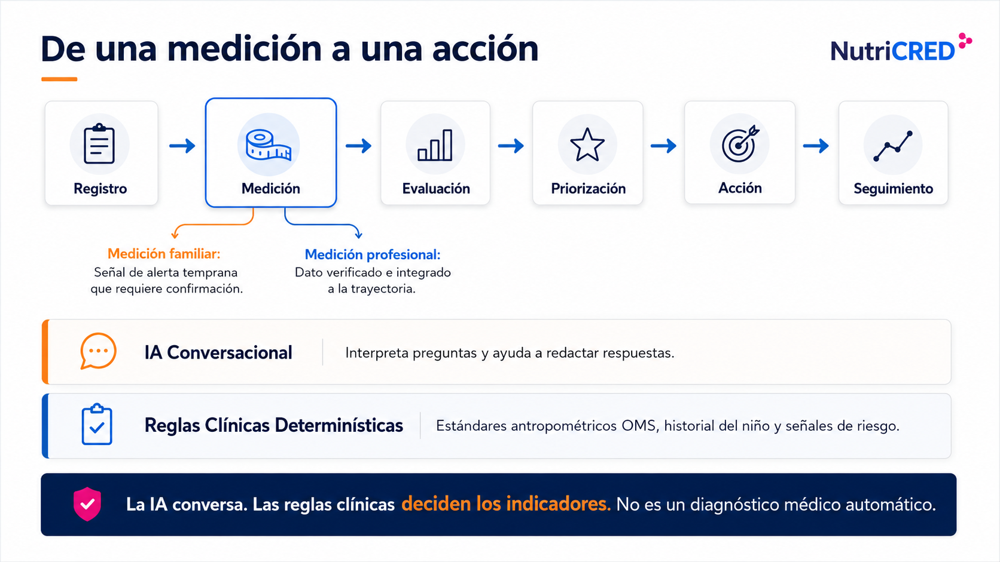 De una medición a una acción
NutriCRED
Registro
Medición
Evaluación
Priorización
Acción
Seguimiento
Medición familiar:
Señal de alerta temprana
que requiere confirmación.
Medición profesional:
Dato verificado e integrado
a la trayectoria.
IA Conversacional
Interpreta preguntas y ayuda a redactar respuestas.
Reglas Clínicas Determinísticas
Estándares antropométricos OMS, historial del niño y señales de riesgo.
La IA conversa. Las reglas clínicas deciden los indicadores. No es un diagnóstico médico automático.